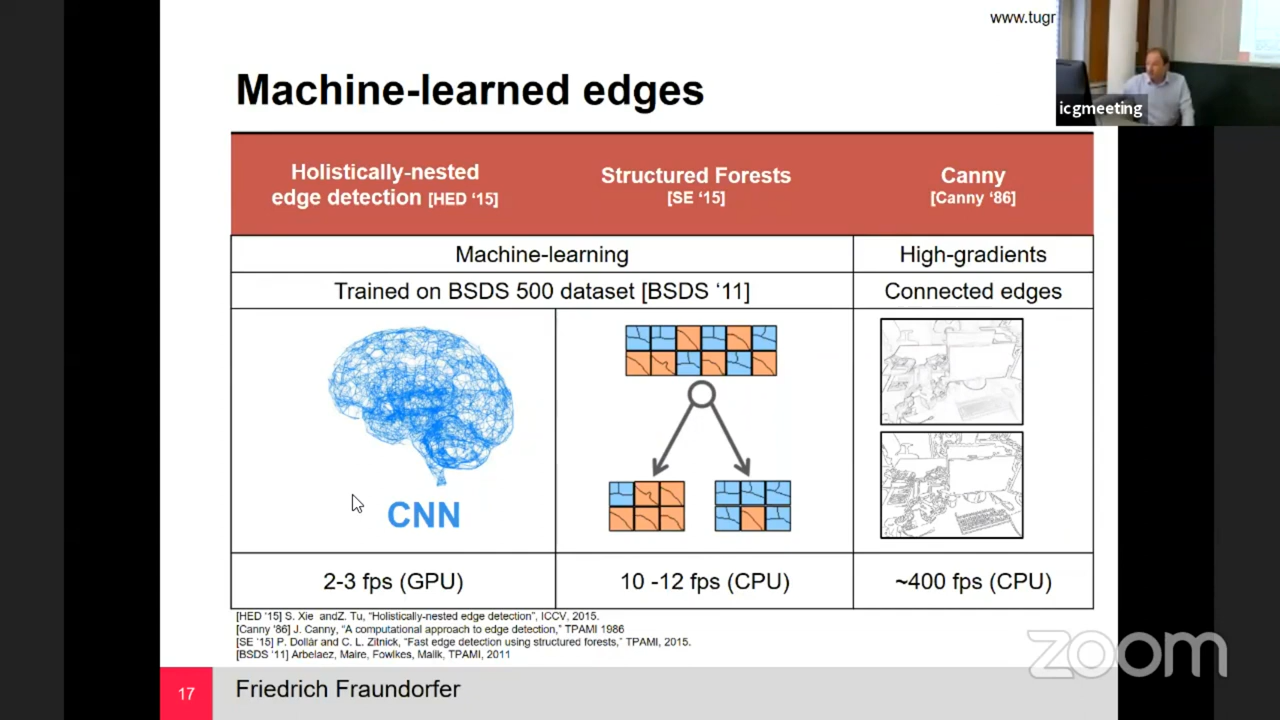 www.tugr
icgmeeting
Machine-learned edges
Holistically-nested
edge detection [HED ‘15]
Structured Forests
[SE ‘15]
Canny
[Canny ‘86]
Machine-learning
High-gradients
Trained on BSDS 500 dataset [BSDS ‘11]
Connected edges
CNN
2-3 fps (GPU)
10 -12 fps (CPU)
~400 fps (CPU)
[HED ’15] S. Xie andZ. Tu, “Holistically-nested edge detection”, ICCV. 2015.
[Canny '86] J. Canny, “A computational approach to edge detection,” TPAMI 1986
[SE ’15] P. Dollár and C. L. Zitnick, “Fast edge detection using structured forests,” TPAMI, 2015.
[BSDS ’11] Arbelaez, Maire, Fowlkes, Malik, TPAMI, 2011
zoom
17
Friedrich Fraundorfer